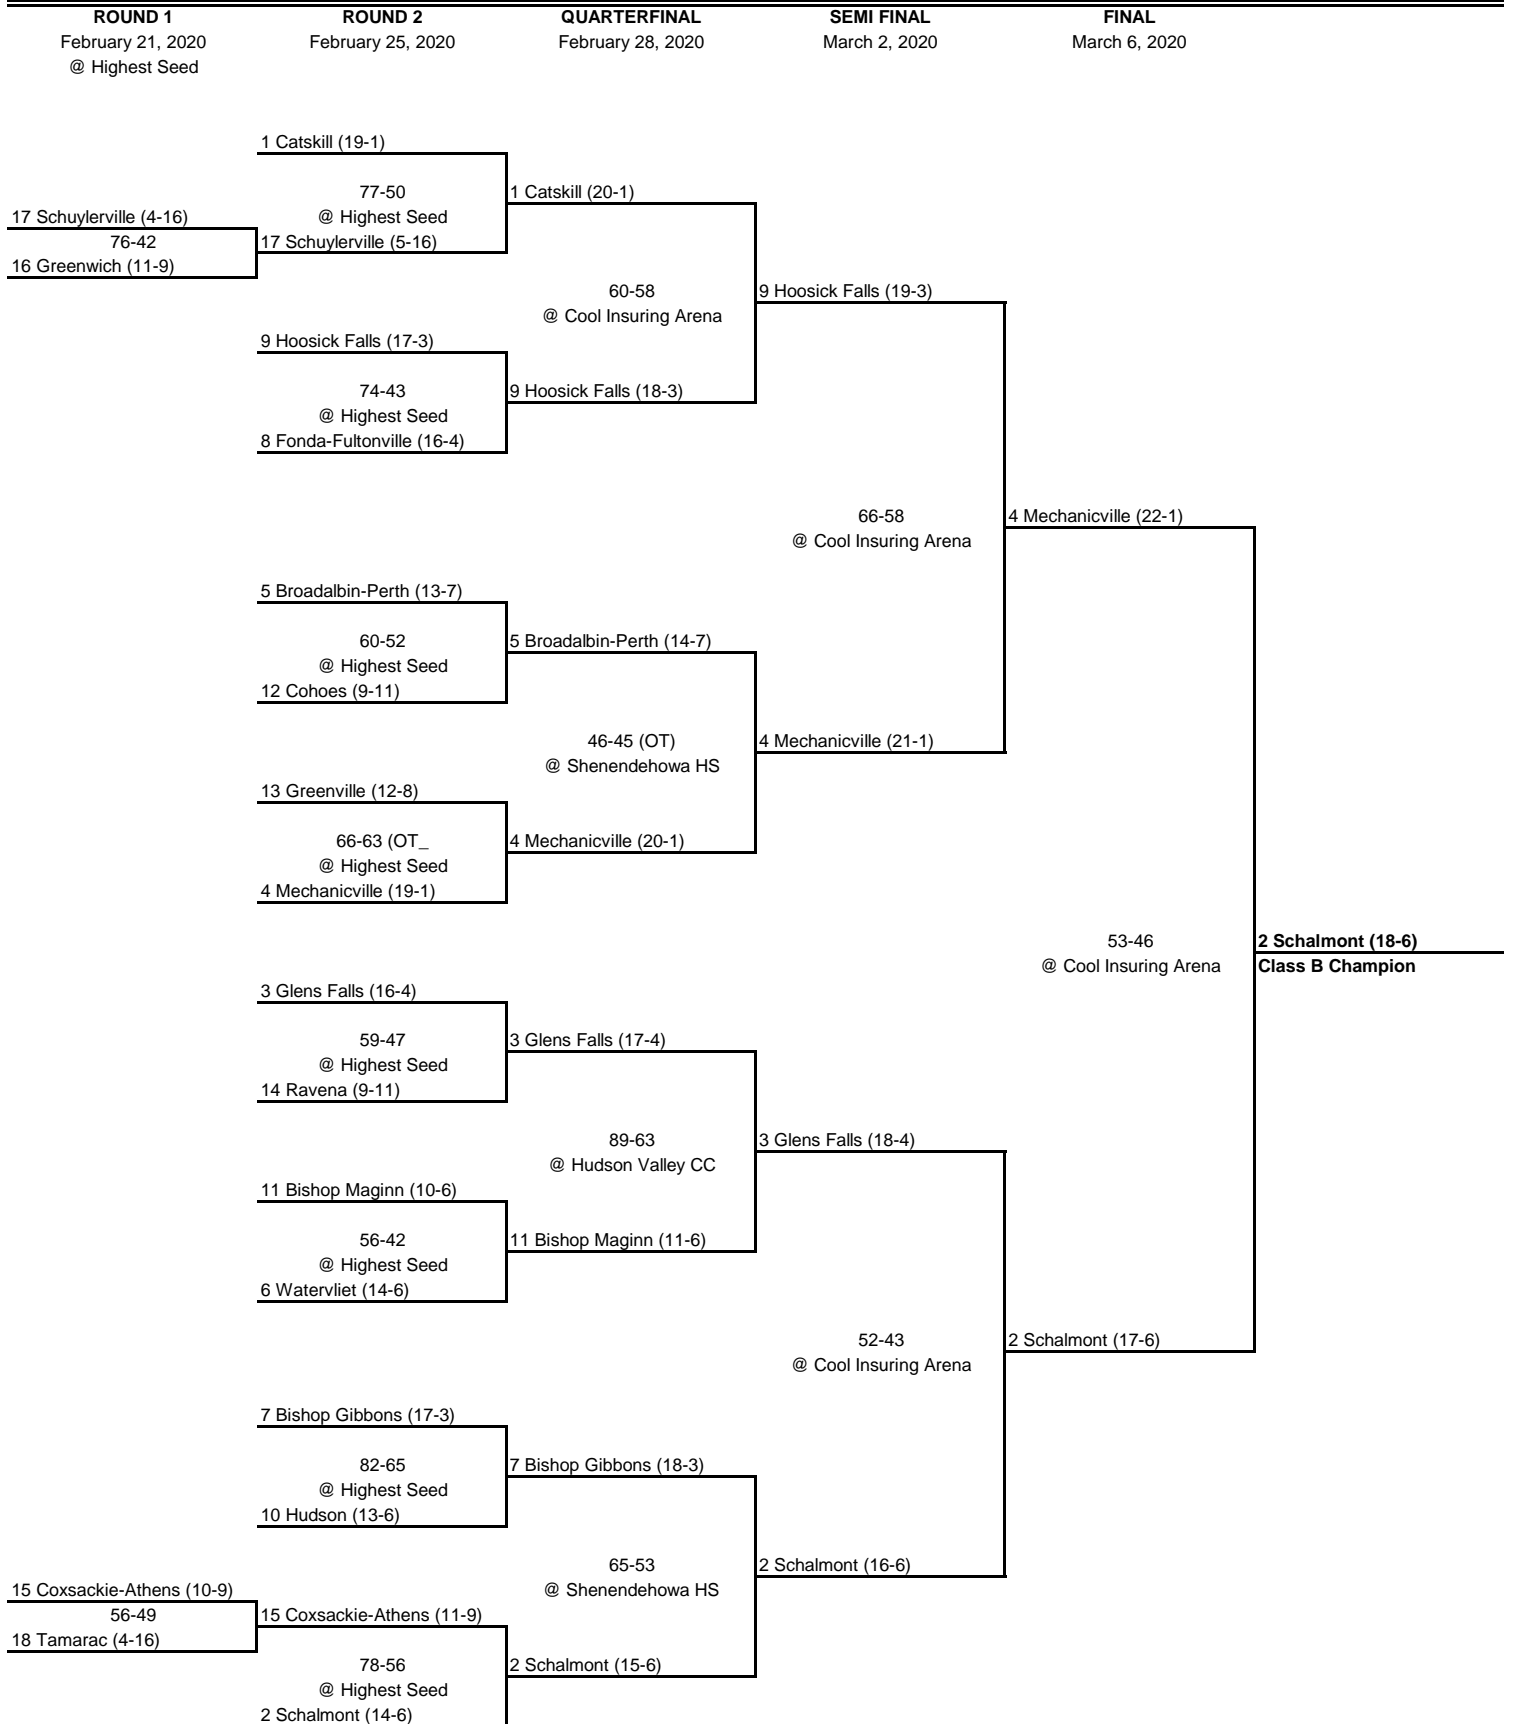 ROUND 1
February 21, 2020
@ Highest Seed
ROUND 2
February 25, 2020
QUARTERFINAL
February 28, 2020
SEMI FINAL
March 2, 2020
FINAL
March 6, 2020
1 Catskill (19-1)
77-50
@ Highest Seed
1 Catskill (20-1)
17 Schuylerville (4-16)
76-42
17 Schuylerville (5-16)
16 Greenwich (11-9)
60-58
@ Cool Insuring Arena
9 Hoosick Falls (19-3)
9 Hoosick Falls (17-3)
74-43
@ Highest Seed
9 Hoosick Falls (18-3)
8 Fonda-Fultonville (16-4)
66-58
@ Cool Insuring Arena
4 Mechanicville (22-1)
5 Broadalbin-Perth (13-7)
60-52
@ Highest Seed
5 Broadalbin-Perth (14-7)
12 Cohoes (9-11)
46-45 (OT)
@ Shenendehowa HS
4 Mechanicville (21-1)
13 Greenville (12-8)
66-63 (OT_
@ Highest Seed
4 Mechanicville (20-1)
4 Mechanicville (19-1)
53-46
@ Cool Insuring Arena
2 Schalmont (18-6)
Class B Champion
3 Glens Falls (16-4)
59-47
@ Highest Seed
3 Glens Falls (17-4)
14 Ravena (9-11)
89-63
@ Hudson Valley CC
3 Glens Falls (18-4)
11 Bishop Maginn (10-6)
56-42
@ Highest Seed
11 Bishop Maginn (11-6)
6 Watervliet (14-6)
52-43
@ Cool Insuring Arena
2 Schalmont (17-6)
7 Bishop Gibbons (17-3)
82-65
@ Highest Seed
7 Bishop Gibbons (18-3)
10 Hudson (13-6)
65-53
@ Shenendehowa HS
2 Schalmont (16-6)
15 Coxsackie-Athens (10-9)
56-49
15 Coxsackie-Athens (11-9)
18 Tamarac (4-16)
78-56
@ Highest Seed
2 Schalmont (15-6)
2 Schalmont (14-6)